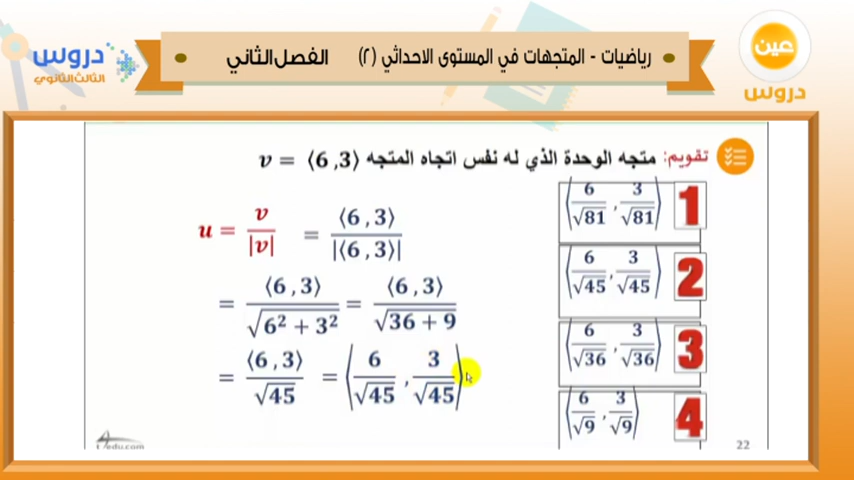 دروس
الثالث الثانوي
رياضيات - المتجهات في المستوى الاحداثي (٢) الفصل الثاني
عين
دروس
تقويم: متجه الوحدة الذي له نفس اتجاه المتجه v = ⟨6 ,3⟩
u = v/|v| = ⟨6 ,3⟩/|⟨6 ,3⟩|
= ⟨6 ,3⟩/√(6² + 3²) = ⟨6 ,3⟩/√(36 + 9)
= ⟨6 ,3⟩/√45 = ⟨6/√45 , 3/√45⟩
⟨6/√81 , 3/√81⟩ 1
⟨6/√45 , 3/√45⟩ 2
⟨6/√36 , 3/√36⟩ 3
⟨6/√9 , 3/√9⟩ 4
edu.com
22